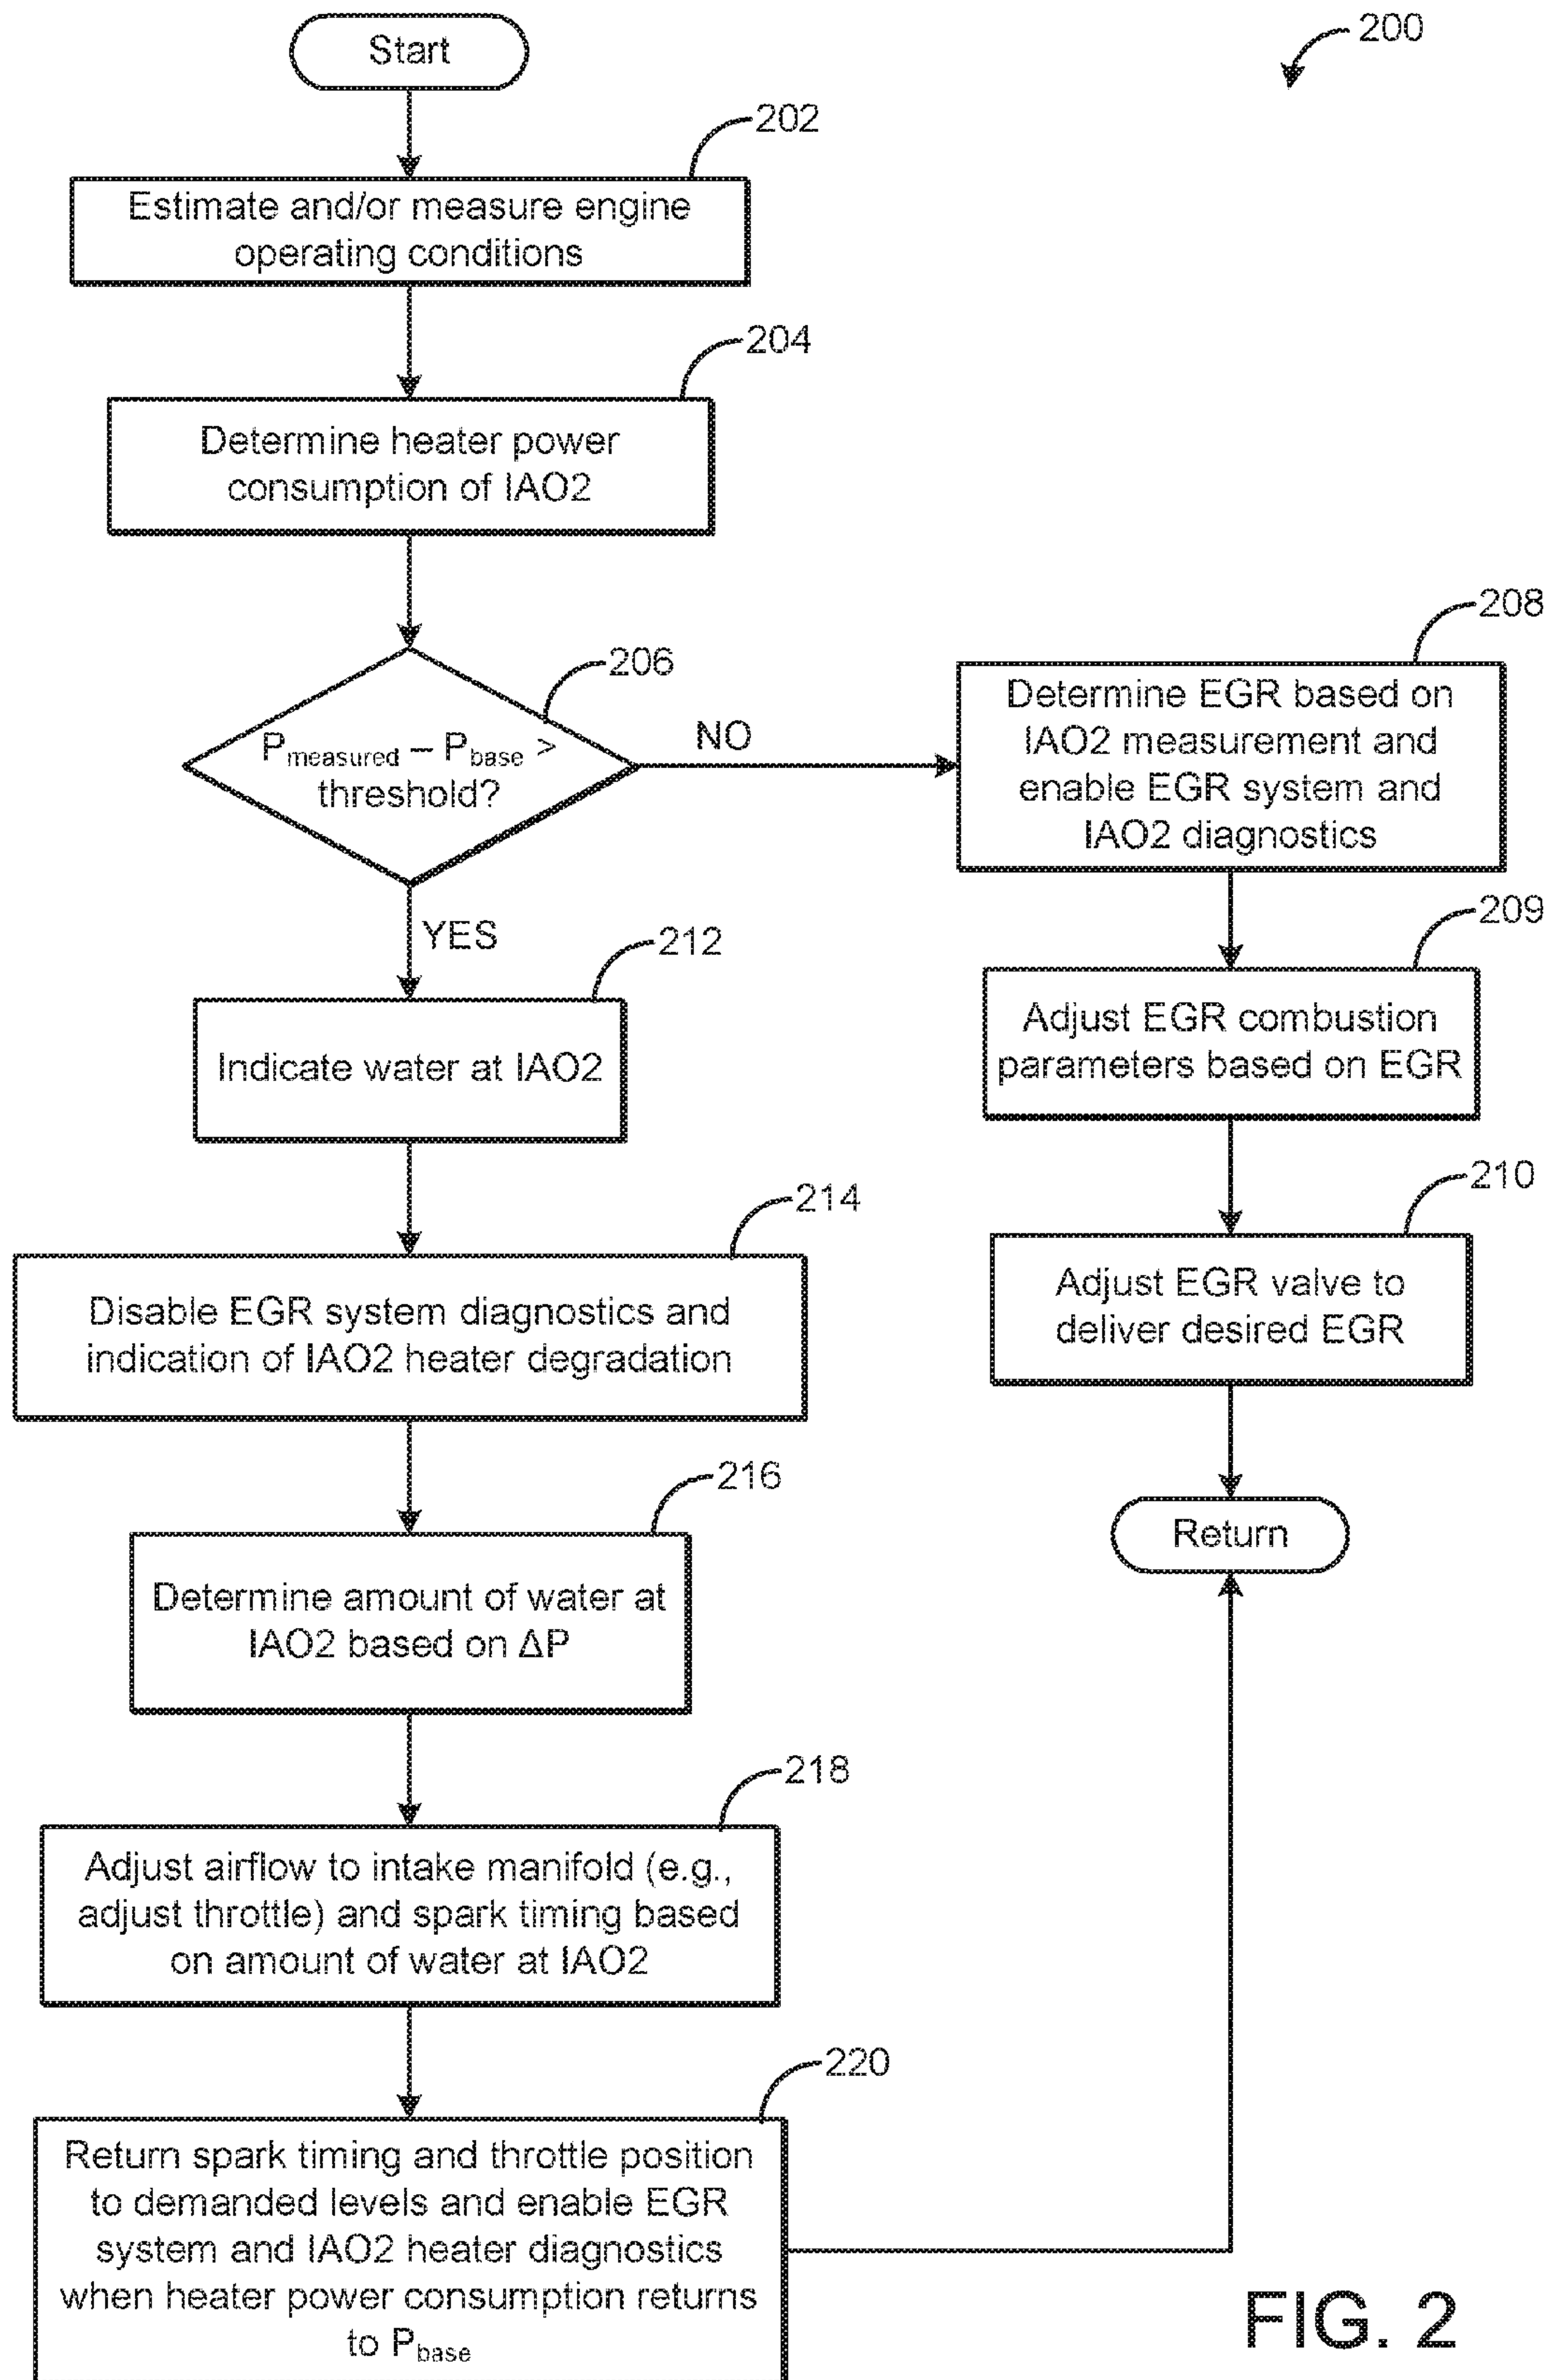 Start
200
202
Estimate and/or measure engine
operating conditions
204
Determine heater power
consumption of IAO2
206
P_measured – P_base >
threshold?
NO
YES
208
Determine EGR based on
IAO2 measurement and
enable EGR system and
IAO2 diagnostics
209
Adjust EGR combustion
parameters based on EGR
210
Adjust EGR valve to
deliver desired EGR
Return
212
Indicate water at IAO2
214
Disable EGR system diagnostics and
indication of IAO2 heater degradation
216
Determine amount of water at
IAO2 based on ΔP
218
Adjust airflow to intake manifold (e.g.,
adjust throttle) and spark timing based
on amount of water at IAO2
220
Return spark timing and throttle position
to demanded levels and enable EGR
system and IAO2 heater diagnostics
when heater power consumption returns
to P_base
FIG. 2